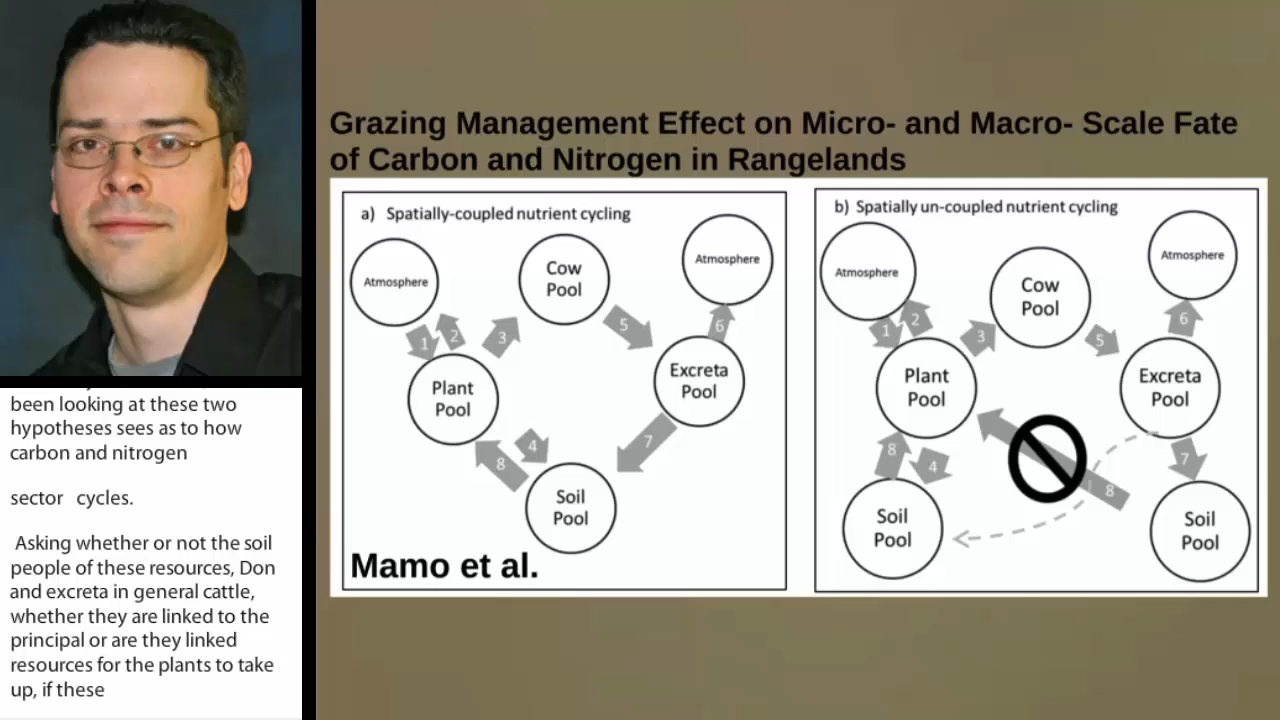 been looking at these two
hypotheses sees as to how
carbon and nitrogen
sector cycles.
Asking whether or not the soil
people of these resources, Don
and excreta in general cattle,
whether they are linked to the
principal or are they linked
resources for the plants to take
up, if these
Grazing Management Effect on Micro- and Macro- Scale Fate
of Carbon and Nitrogen in Rangelands
a) Spatially-coupled nutrient cycling
Atmosphere
Cow
Pool
Atmosphere
1
2
3
5
6
Plant
Pool
Excreta
Pool
4
7
8
Soil
Pool
Mamo et al.
b) Spatially un-coupled nutrient cycling
Atmosphere
Cow
Pool
Atmosphere
1
2
3
5
6
Plant
Pool
Excreta
Pool
8
4
7
8
Soil
Pool
Soil
Pool